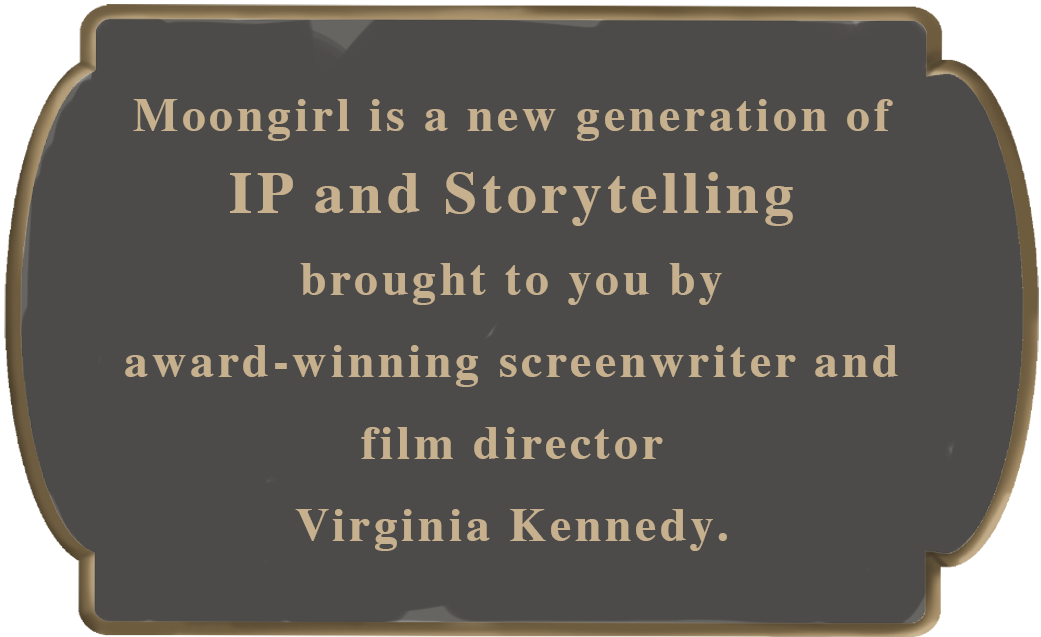 Moongirl is a new generation of
IP and Storytelling
brought to you by
award-winning screenwriter and
film director
Virginia Kennedy.